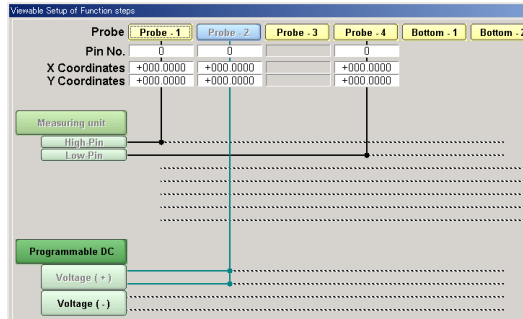 Viewable Setup of Function steps
Probe Probe - 1 Probe - 2 Probe - 3 Probe - 4 Bottom - 1 Bottom - 2
Pin No. 0 0 0
X Coordinates +000.0000 +000.0000 +000.0000
Y Coordinates +000.0000 +000.0000 +000.0000
Measuring unit
High-Pin
Low-Pin
Programmable DC
Voltage ( + )
Voltage ( - )